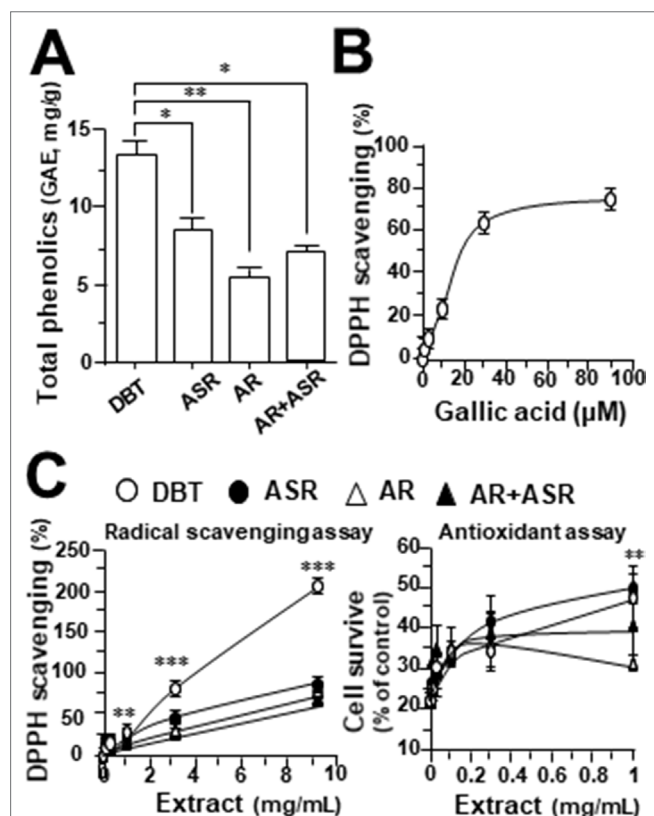 A
*
**
*
Total phenolics (GAE, mg/g)
15
10
5
0
DBT
ASR
AR
AR+ASR
B
DPPH scavenging (%)
100
80
60
40
20
0
0
20
40
60
80
100
Gallic acid (µM)
C
DBT
ASR
AR
AR+ASR
Radical scavenging assay
DPPH scavenging (%)
250
200
150
100
50
0
**
***
***
0
2
4
6
8
10
Extract (mg/mL)
Antioxidant assay
Cell survive
(% of control)
60
50
40
30
20
10
**
0
0.2
0.4
0.6
0.8
1
Extract (mg/mL)